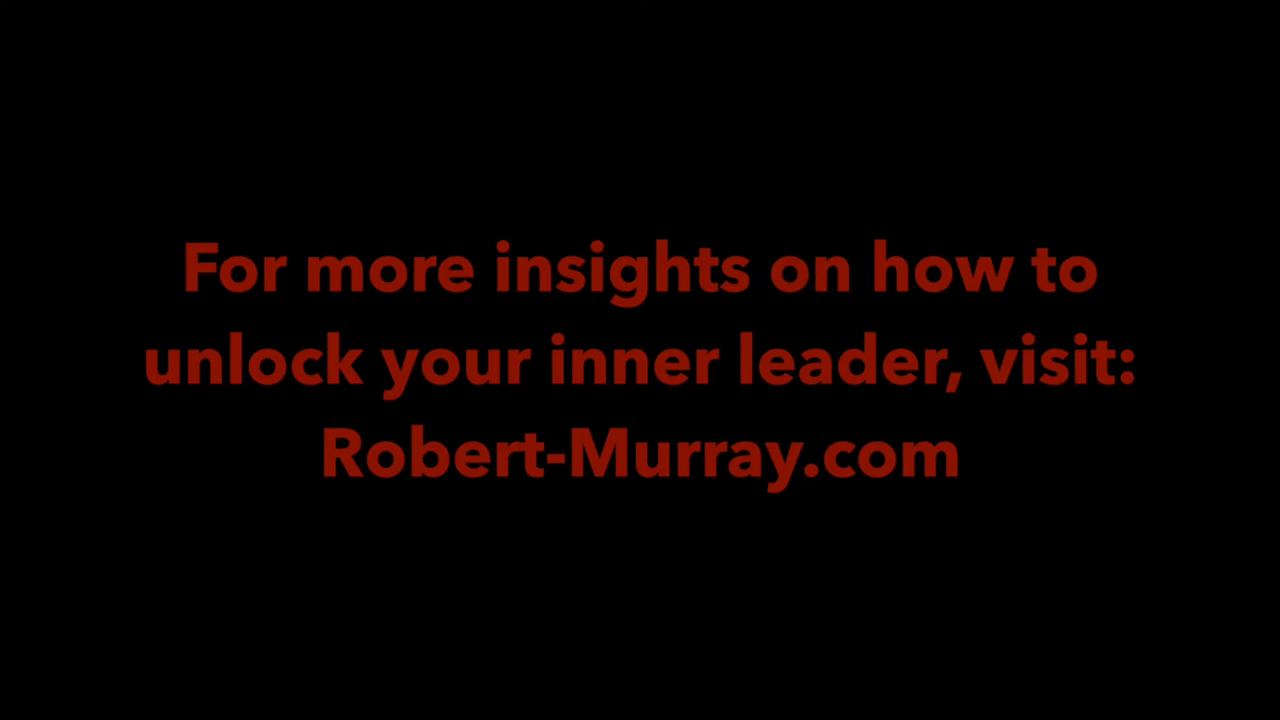 For more insights on how to
unlock your inner leader, visit:
Robert-Murray.com